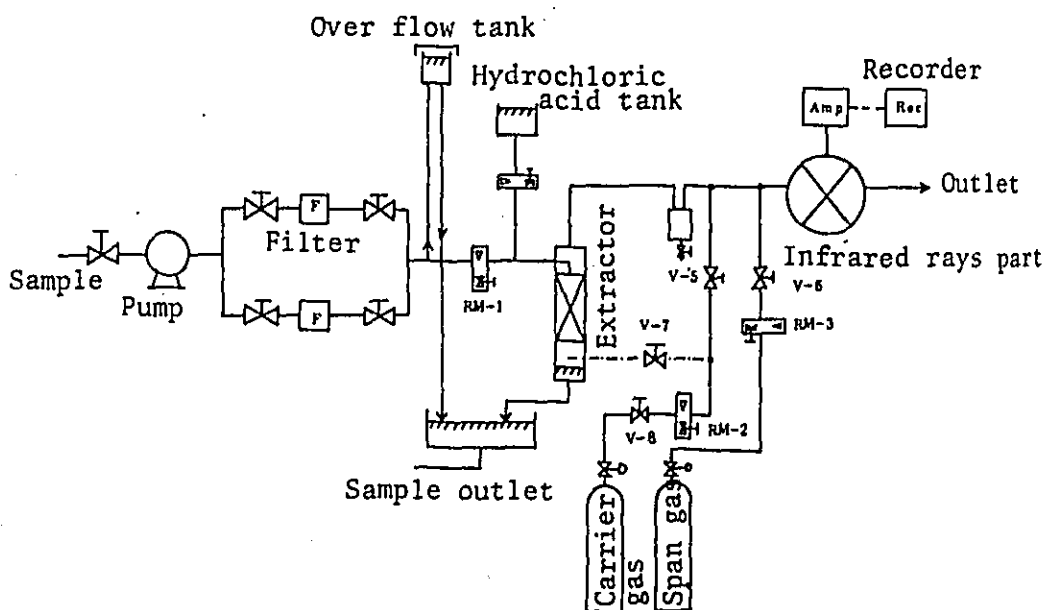 Over flow tank
Hydrochloric
acid tank
Recorder
Amp
Rec
Outlet
Infrared rays part
F
Filter
F
Sample
Pump
RM-1
Extractor
V-5
V-6
RM-3
V-7
V-8
RM-2
Sample outlet
Carrier
gas
Span gas